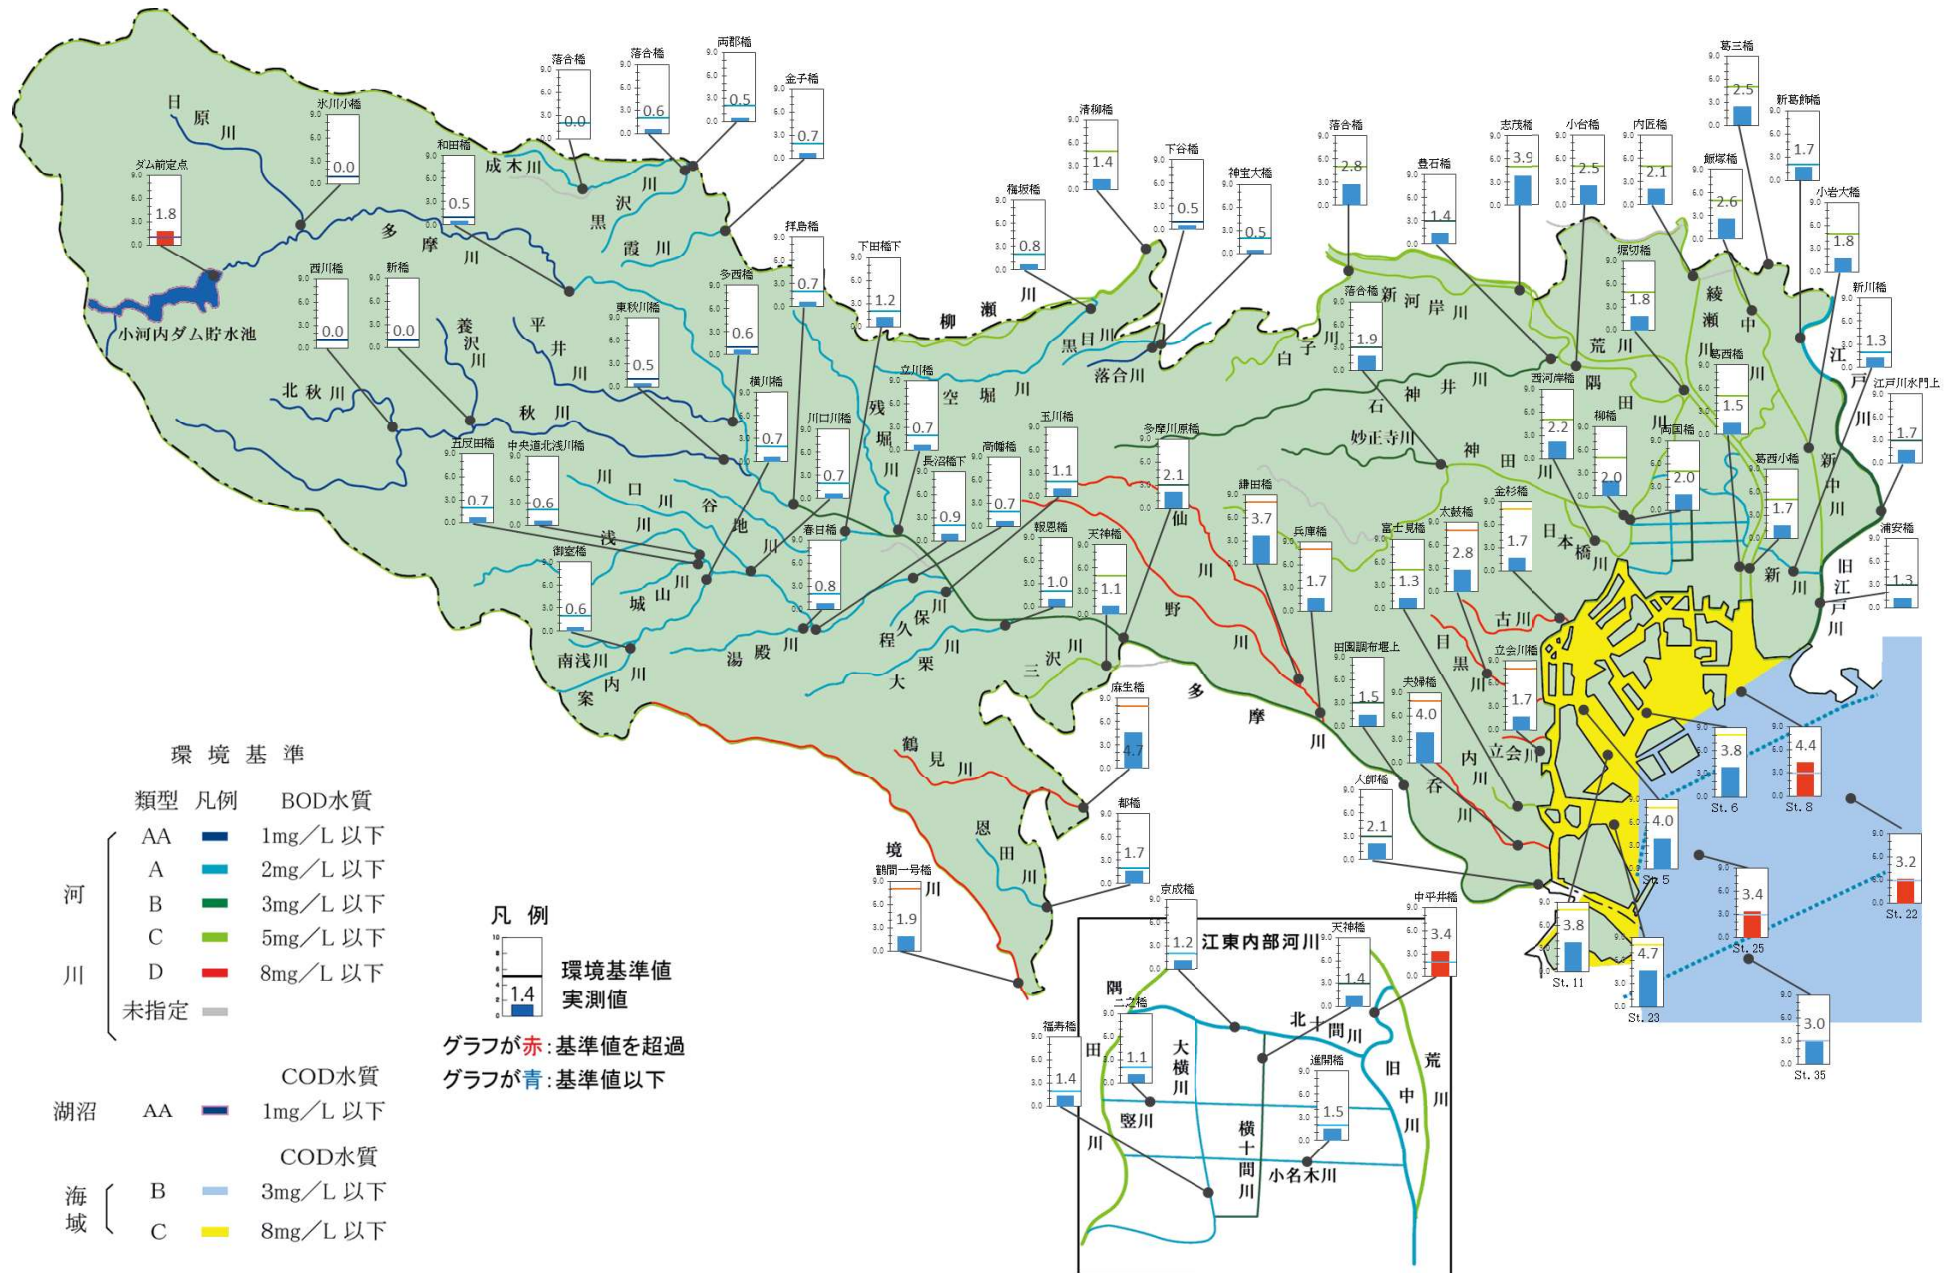 日原川
氷川小橋
0.0
ダム前定点
1.8
小河内ダム貯水池
多摩川
和田橋
0.5
成木川
落合橋
0.0
落合橋
0.6
両郡橋
0.5
金子橋
0.7
黒沢川
霞川
西川橋
0.0
新橋
0.0
養沢川
平井川
北秋川
秋川
東秋川橋
0.5
多西橋
0.6
拝島橋
0.7
下田橋下
1.2
横川橋
0.7
川口川橋
0.7
立川橋
0.7
残堀川
空堀川
柳瀬川
梅坂橋
0.8
清柳橋
1.4
下谷橋
0.5
神宝大橋
0.5
黒目川
落合川
白子川
落合橋
2.8
新河岸川
豊石橋
1.4
志茂橋
3.9
小台橋
2.5
内匠橋
2.1
飯塚橋
2.6
葛三橋
2.5
新葛飾橋
1.7
小岩大橋
1.8
新川橋
1.3
江戸川水門上
1.7
浦安橋
1.3
堀切橋
1.8
葛西橋
1.5
葛西小橋
1.7
両国橋
2.0
柳橋
2.0
西河岸橋
2.2
落合橋
1.9
石神井川
妙正寺川
神田川
日本橋川
荒川
隅田川
綾瀬川
中川
江戸川
新中川
新川
旧江戸川
五反田橋
0.7
中央道北浅川橋
0.6
川口川
谷地川
浅川
城山川
御室橋
0.6
南浅川
案内川
湯殿川
春日橋
0.8
長沼橋下
0.9
高幡橋
0.7
玉川橋
1.1
程久保川
大栗川
報恩橋
1.0
天神橋
1.1
三沢川
多摩川原橋
2.1
仙川
野川
多摩川
鎌田橋
3.7
兵庫橋
1.7
富士見橋
1.3
太鼓橋
2.8
金杉橋
1.7
古川
目黒川
立会川橋
1.7
立会川
内川
呑川
田園調布堰上
1.5
夫婦橋
4.0
大師橋
2.1
麻生橋
4.7
鶴見川
都橋
1.7
恩田川
境川
鶴間一号橋
1.9
3.8
St.6
4.4
St.8
4.0
St.5
3.2
St.22
3.4
St.25
3.8
St.11
4.7
St.23
3.0
St.35
江東内部河川
京成橋
1.2
天神橋
1.4
中平井橋
3.4
二之橋
1.1
福寿橋
1.4
進開橋
1.5
隅田川
大横川
北十間川
旧中川
荒川
竪川
横十間川
小名木川
環境基準
類型 凡例 BOD水質
河川
AA 1mg／L 以下
A 2mg／L 以下
B 3mg／L 以下
C 5mg／L 以下
D 8mg／L 以下
未指定
COD水質
湖沼 AA 1mg／L 以下
COD水質
海域
B 3mg／L 以下
C 8mg／L 以下
凡 例
1.4
環境基準値
実測値
グラフが赤：基準値を超過
グラフが青：基準値以下